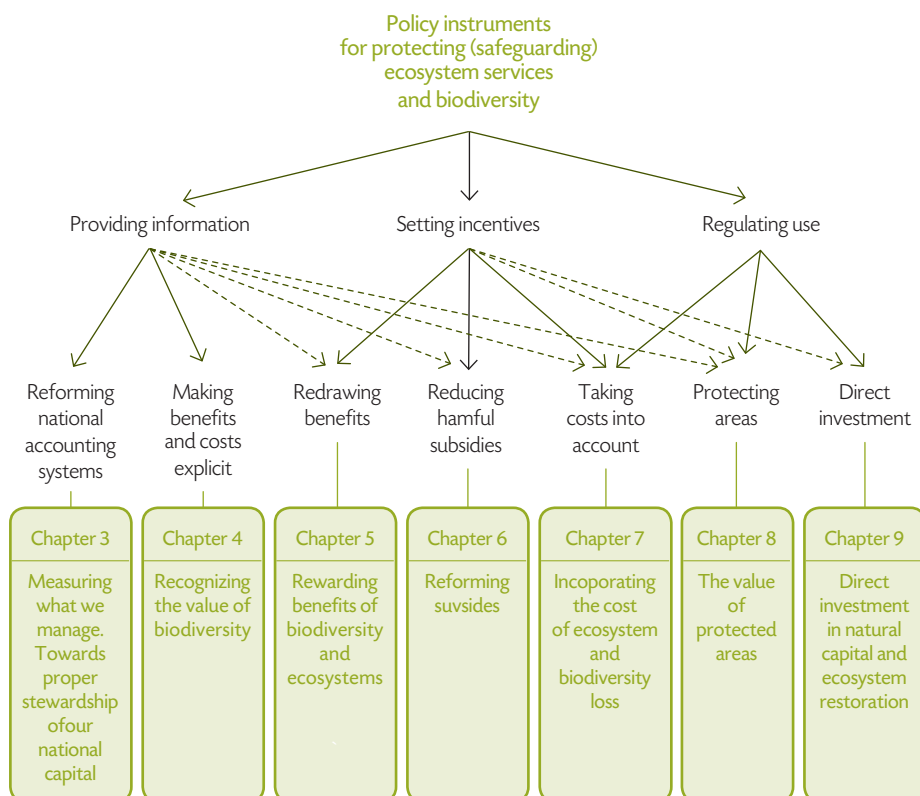 Policy instruments
for protecting (safeguarding)
ecosystem services
and biodiversity
Providing information
Setting incentives
Regulating use
Reforming
national
accounting
systems
Making
benefits
and costs
explicit
Redrawing
benefits
Reducing
harmful
subsidies
Taking
costs into
account
Protecting
areas
Direct
investment
Chapter 3
Measuring
what we
manage.
Towards
proper
stewardship
ofour
national
capital
Chapter 4
Recognizing
the value of
biodiversity
Chapter 5
Rewarding
benefits of
biodiversity
and
ecosystems
Chapter 6
Reforming
suvsides
Chapter 7
Incoporating
the cost
of ecosystem
and
biodiversity
loss
Chapter 8
The value
of
protected
areas
Chapter 9
Direct
investment
in natural
capital and
ecosystem
restoration